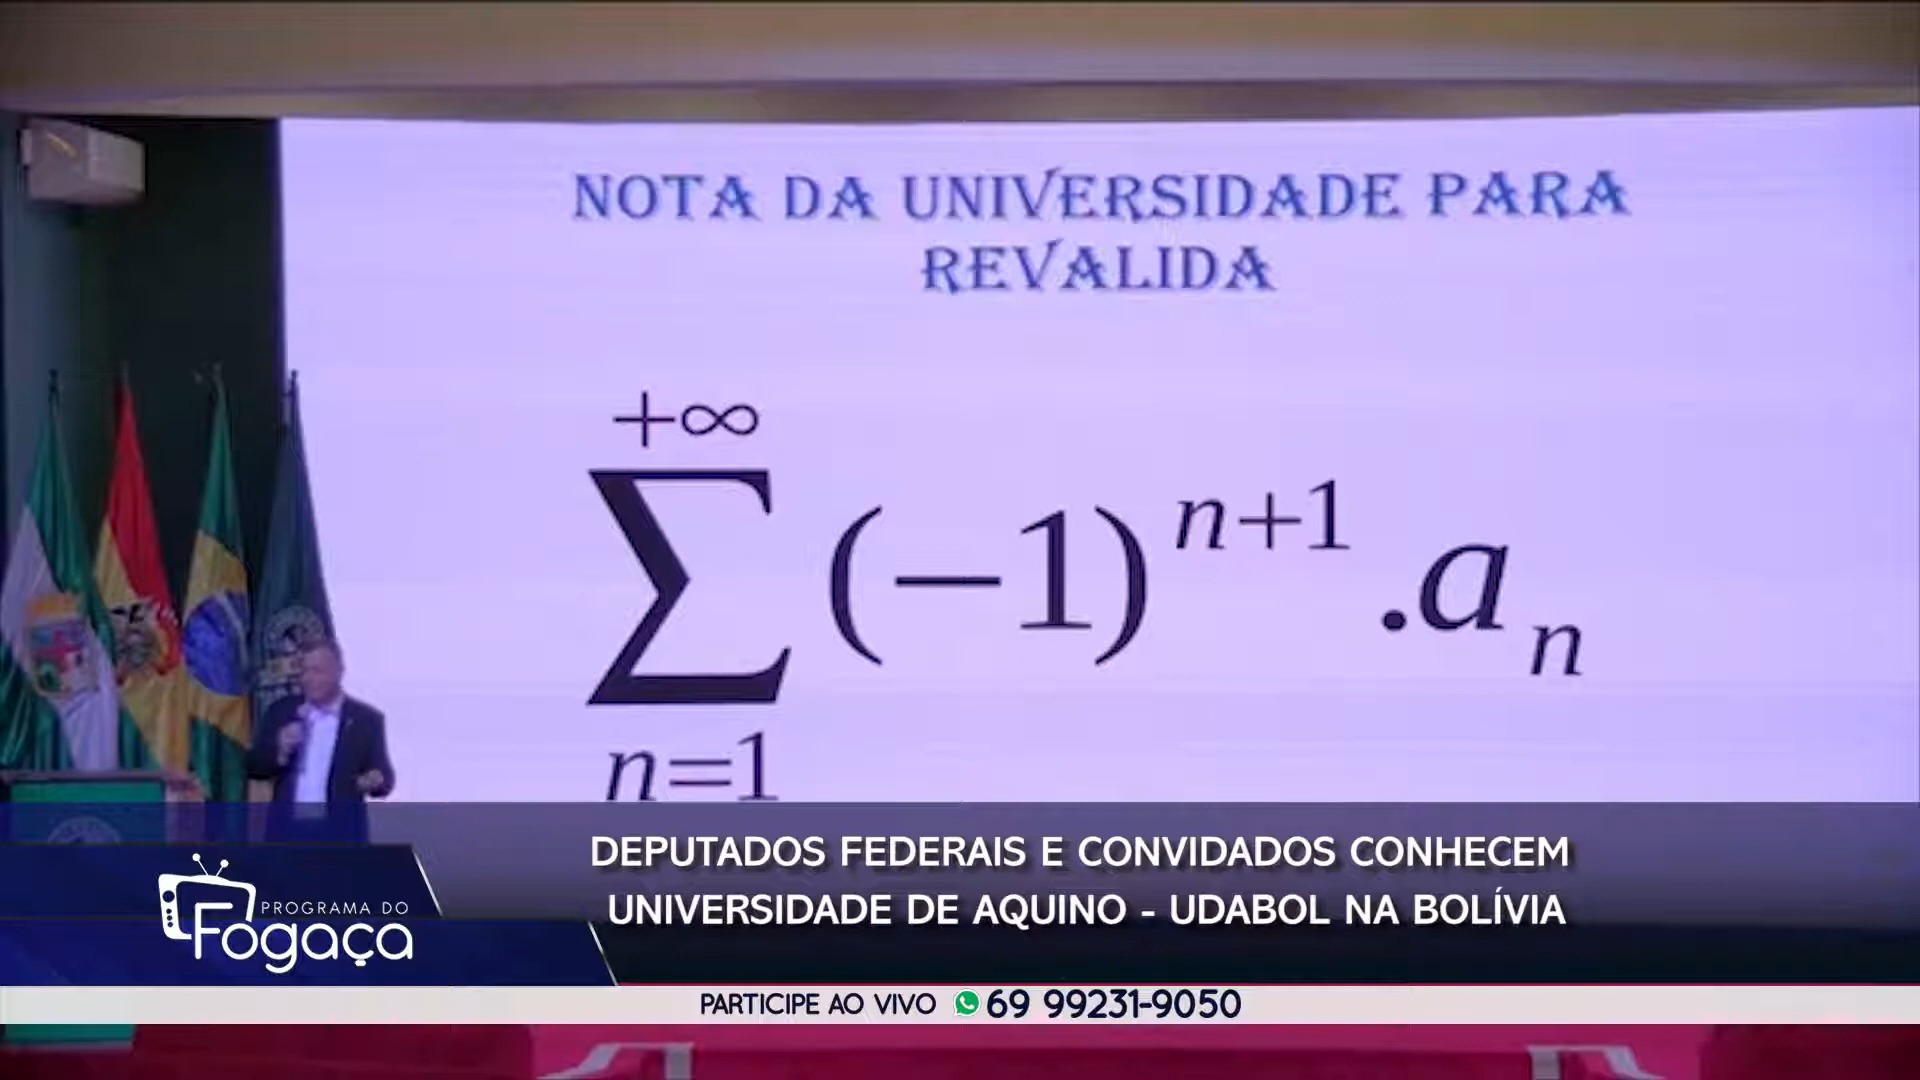 NOTA DA UNIVERSIDADE PARA
REVALIDA
+∞
∑ (−1)ⁿ⁺¹ .aₙ
n=1
DEPUTADOS FEDERAIS E CONVIDADOS CONHECEM
UNIVERSIDADE DE AQUINO - UDABOL NA BOLÍVIA
PROGRAMA DO
Fogaça
PARTICIPE AO VIVO 69 99231-9050